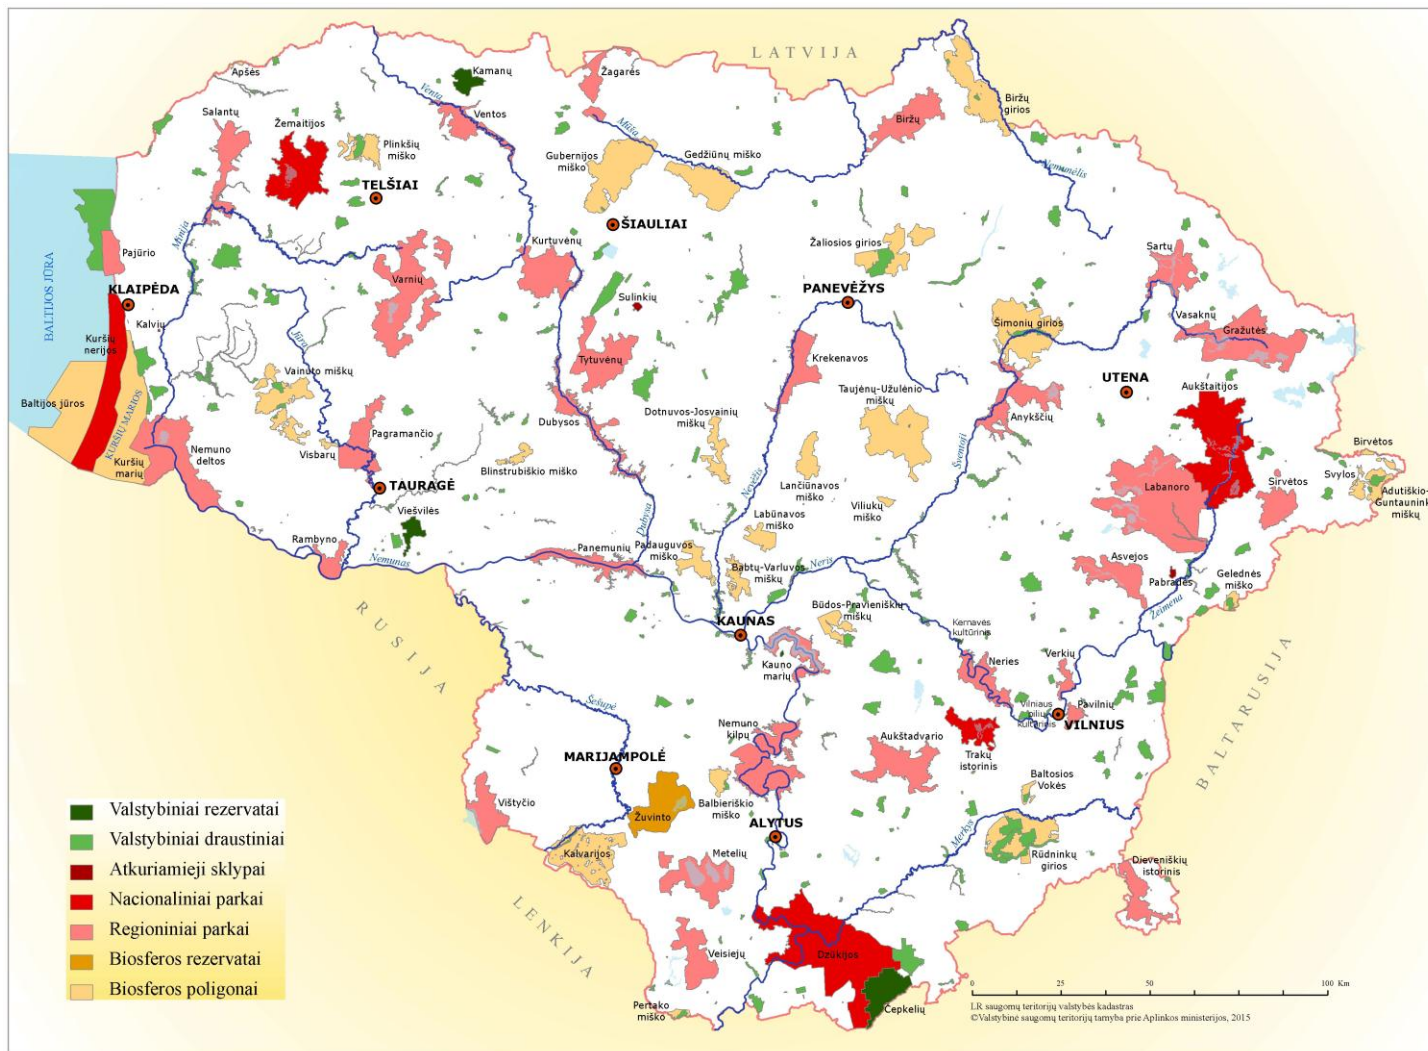 LATVIJA
Kamanų
Žagarės
Apšės
Venta
Ventos
Biržų
girios
Salantų
Žemaitijos
Plinkšių
miško
Mūša
Biržų
Gubernijos
miško
Gedžiūnų miško
Nemunėlis
TELŠIAI
ŠIAULIAI
Minija
Pajūrio
Kurtuvėnų
Žaliosios girios
Sartų
Varnių
KLAIPĖDA
Sulinkių
PANEVĖŽYS
BALTIJOS JŪRA
Kalvių
Kuršių
nerijos
Jūra
Šimonių girios
Vasaknų
Gražutės
Tytuvėnų
Krekenavos
Vainuto miškų
UTENA
Aukštaitijos
Baltijos jūros
KURŠIŲ MARIOS
Taujėnų-Užulėnio
miškų
Dotnuvos-Josvainių
miškų
Anykščių
Dubysos
Pagramančio
Nemuno
deltos
Visbarų
Kuršių
marių
Blinstrubiškio miško
Nevėžis
Šventoji
Birvėtos
Svylos
Adutiškio-
Guntauninkų
miškų
TAURAGĖ
Lančiūnavos
miško
Labanoro
Sirvėtos
Viešvilės
Viliukų
miško
Labūnavos
miško
Dubysa
Rambyno
Nemunas
Panemunių
Padauguvos
miško
Babtų-Varluvos
miškų
Neris
Asvejos
Pabradės
Gelednės
miško
Žeimena
Būdos-Pravieniškių
miškų
KAUNAS
Kernavės
kultūrinis
RUSIJA
Kauno
marių
Neries
Verkių
BALTARUSIJA
Šešupė
Vilniaus
pilių
kultūrinis
Pavilnių
VILNIUS
Nemuno
kilpų
Aukštadvario
Trakų
istorinis
MARIJAMPOLĖ
Baltosios
Vokės
Vištyčio
Žuvinto
Balbieriškio
miško
ALYTUS
Merkys
Rūdninkų
girios
Kalvarijos
Metelių
Dieveniškių
istorinis
LENKIJA
Veisiejų
Dzūkijos
Pertako
miško
Čepkelių
Valstybiniai rezervatai
Valstybiniai draustiniai
Atkuriamieji sklypai
Nacionaliniai parkai
Regioniniai parkai
Biosferos rezervatai
Biosferos poligonai
0 25 50 100 Km
LR saugomų teritorijų valstybės kadastras
©Valstybinė saugomų teritorijų tarnyba prie Aplinkos ministerijos, 2015